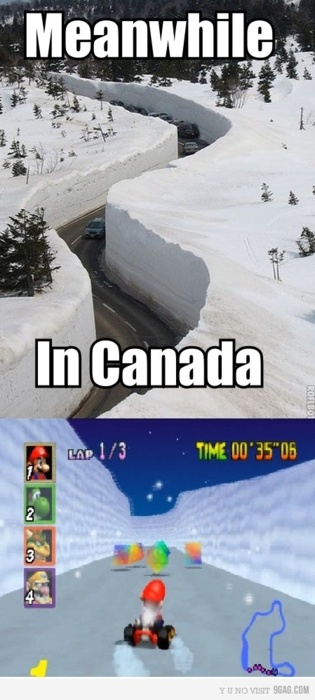 Meanwhile
In Canada
LAP 1/3 TIME 00'35"06
1
2
3
4
Y U NO VISIT 9GAG.COM